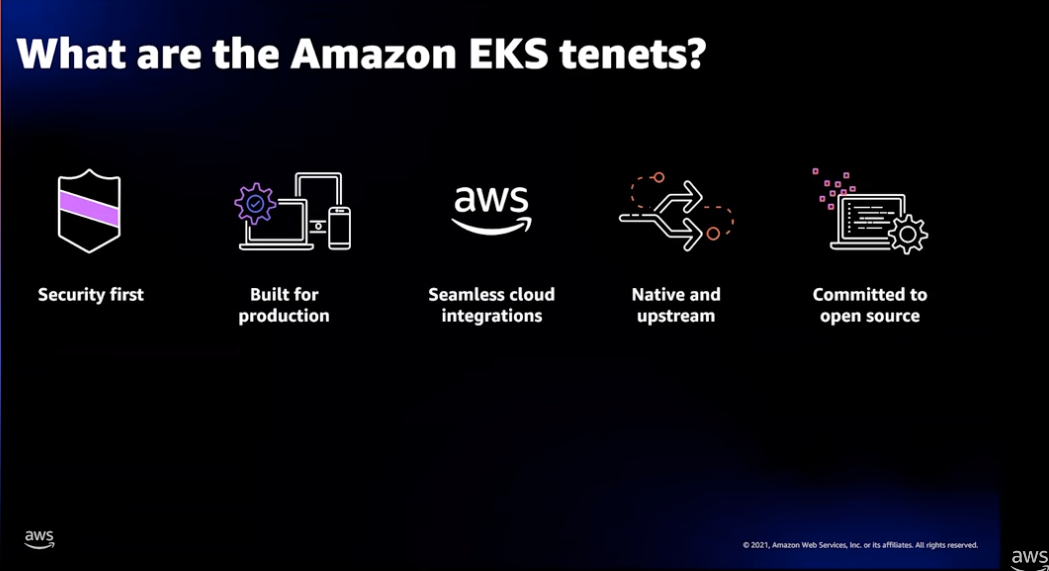 What are the Amazon EKS tenets?
aws
Security first
Built for
production
Seamless cloud
integrations
Native and
upstream
Committed to
open source
aws
© 2021, Amazon Web Services, Inc. or its affiliates. All rights reserved.
aws